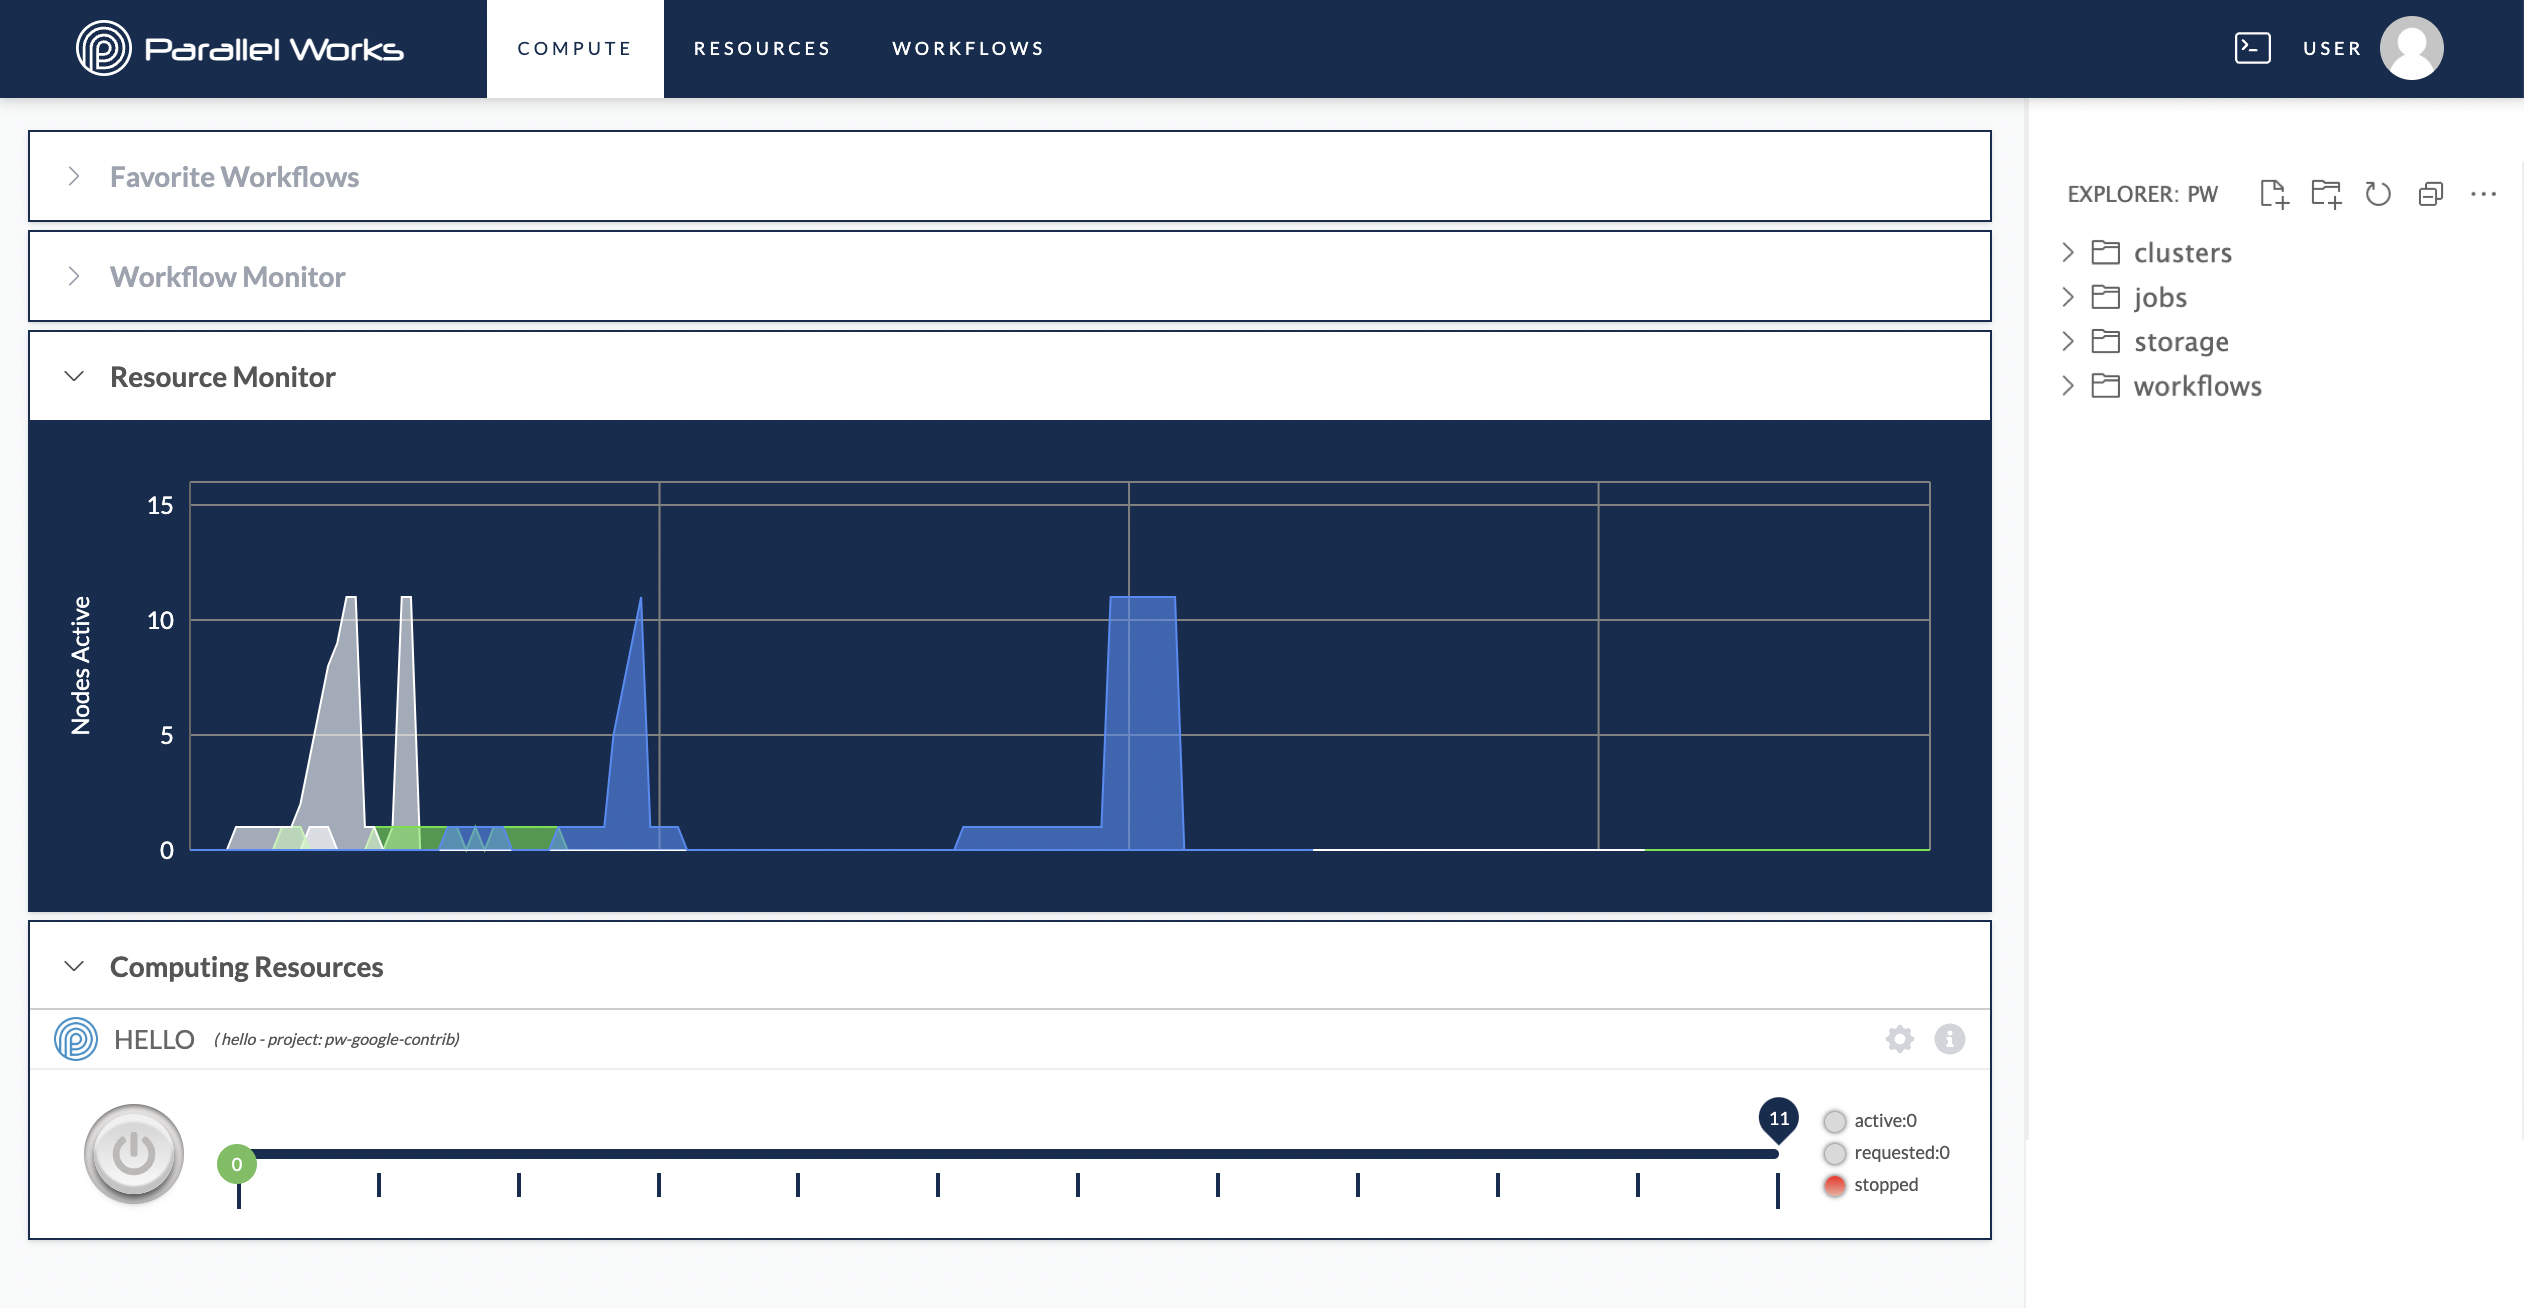 Parallel Works
COMPUTE
RESOURCES
WORKFLOWS
USER
Favorite Workflows
Workflow Monitor
Resource Monitor
15
10
5
0
Nodes Active
Computing Resources
HELLO ( hello - project: pw-google-contrib)
0
11
active:0
requested:0
stopped
EXPLORER: PW
clusters
jobs
storage
workflows